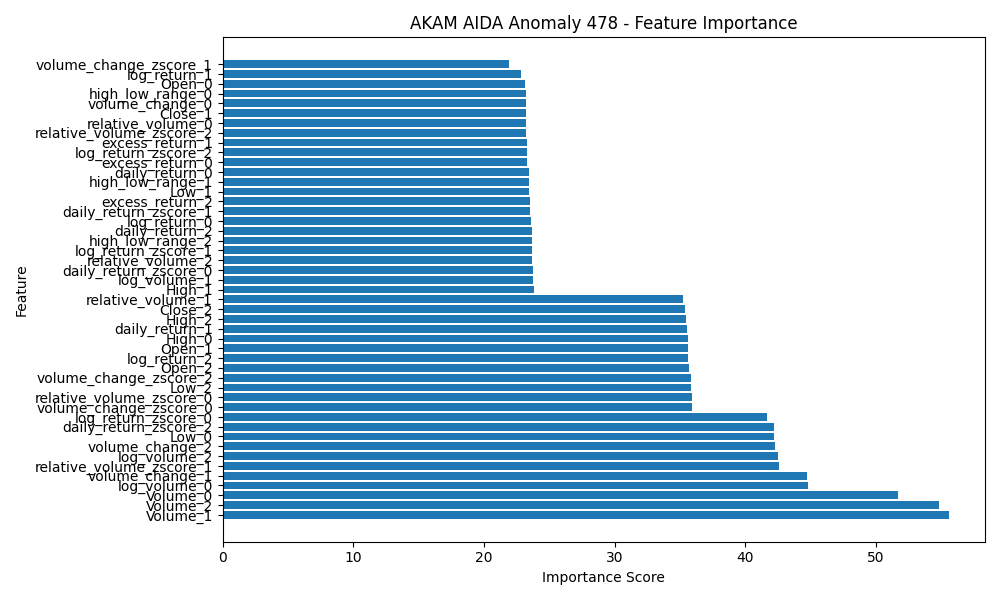 AKAM AIDA Anomaly 478 - Feature Importance
volume_change_zscore_1
log_return_1
Open_0
high_low_range_0
volume_change_0
Close_1
relative_volume_0
relative_volume_zscore_2
excess_return_1
log_return_zscore_2
excess_return_0
daily_return_0
high_low_range_1
Low_1
excess_return_2
daily_return_zscore_1
log_return_0
daily_return_2
high_low_range_2
log_return_zscore_1
relative_volume_2
daily_return_zscore_0
log_volume_1
High_1
relative_volume_1
Close_2
High_2
daily_return_1
High_0
Open_1
log_return_2
Open_2
volume_change_zscore_2
Low_2
relative_volume_zscore_0
volume_change_zscore_0
log_return_zscore_0
daily_return_zscore_2
Low_0
volume_change_2
log_volume_2
relative_volume_zscore_1
volume_change_1
log_volume_0
Volume_0
Volume_2
Volume_1
Feature
0 10 20 30 40 50
Importance Score